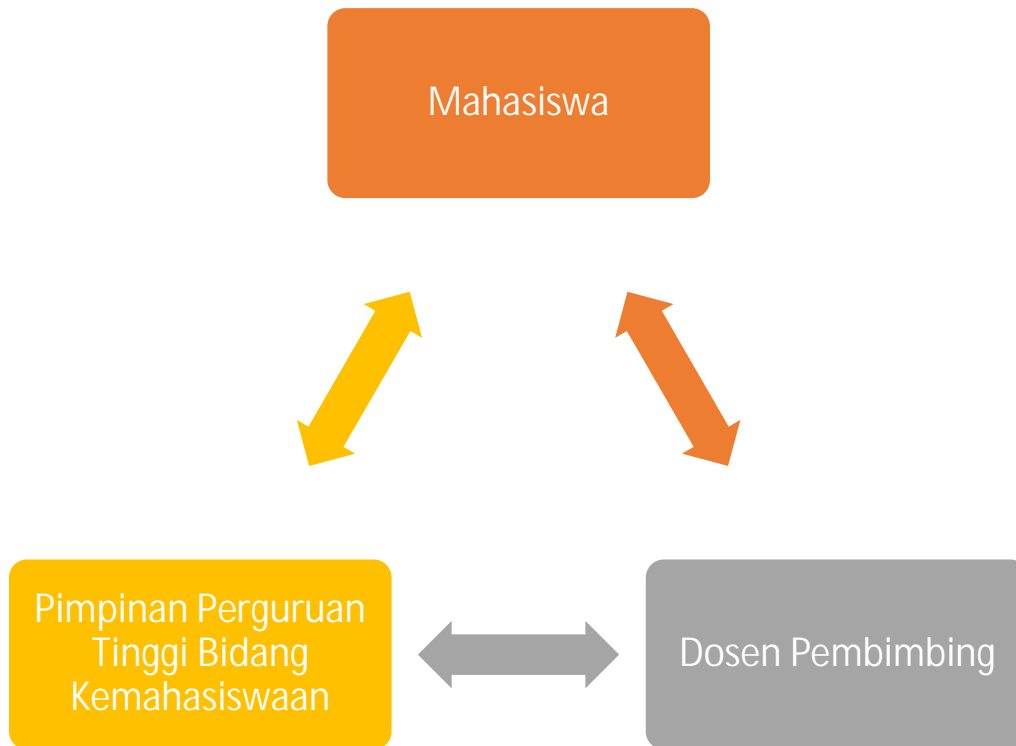 Mahasiswa
Pimpinan Perguruan
Tinggi Bidang
Kemahasiswaan
Dosen Pembimbing